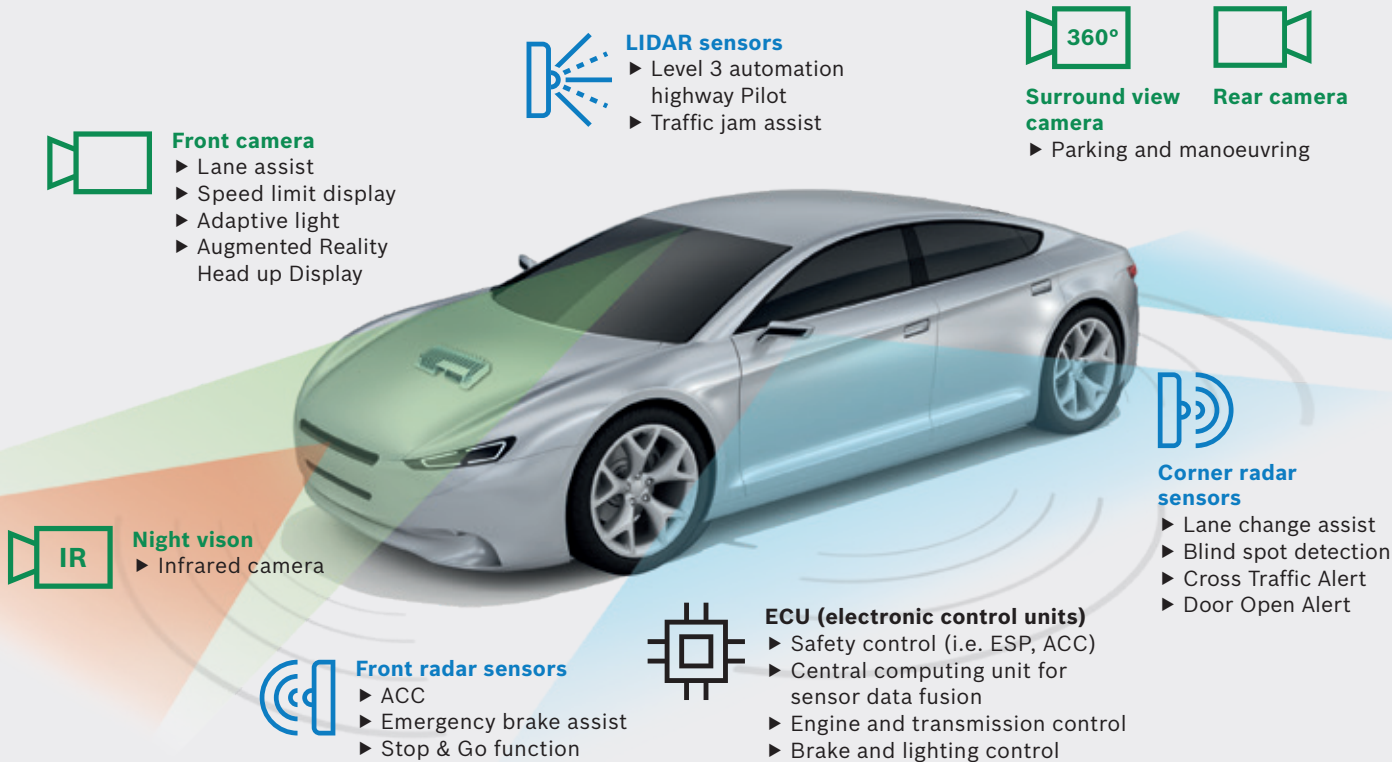 LIDAR sensors
▶ Level 3 automation
highway Pilot
▶ Traffic jam assist
360°
Surround view
camera
▶ Parking and manoeuvring
Rear camera
Front camera
▶ Lane assist
▶ Speed limit display
▶ Adaptive light
▶ Augmented Reality
Head up Display
Corner radar
sensors
▶ Lane change assist
▶ Blind spot detection
▶ Cross Traffic Alert
▶ Door Open Alert
IR
Night vison
▶ Infrared camera
Front radar sensors
▶ ACC
▶ Emergency brake assist
▶ Stop & Go function
ECU (electronic control units)
▶ Safety control (i.e. ESP, ACC)
▶ Central computing unit for
sensor data fusion
▶ Engine and transmission control
▶ Brake and lighting control